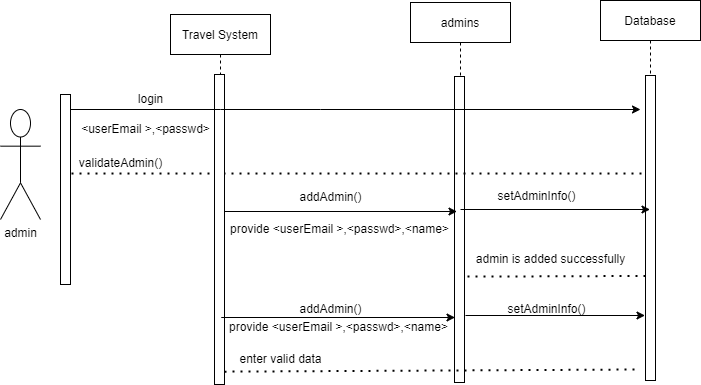 Travel System
admins
Database
login
<userEmail >,<passwd>
validateAdmin()
admin
addAdmin()
setAdminInfo()
provide <userEmail >,<passwd>,<name>
admin is added successfully
addAdmin()
setAdminInfo()
provide <userEmail >,<passwd>,<name>
enter valid data